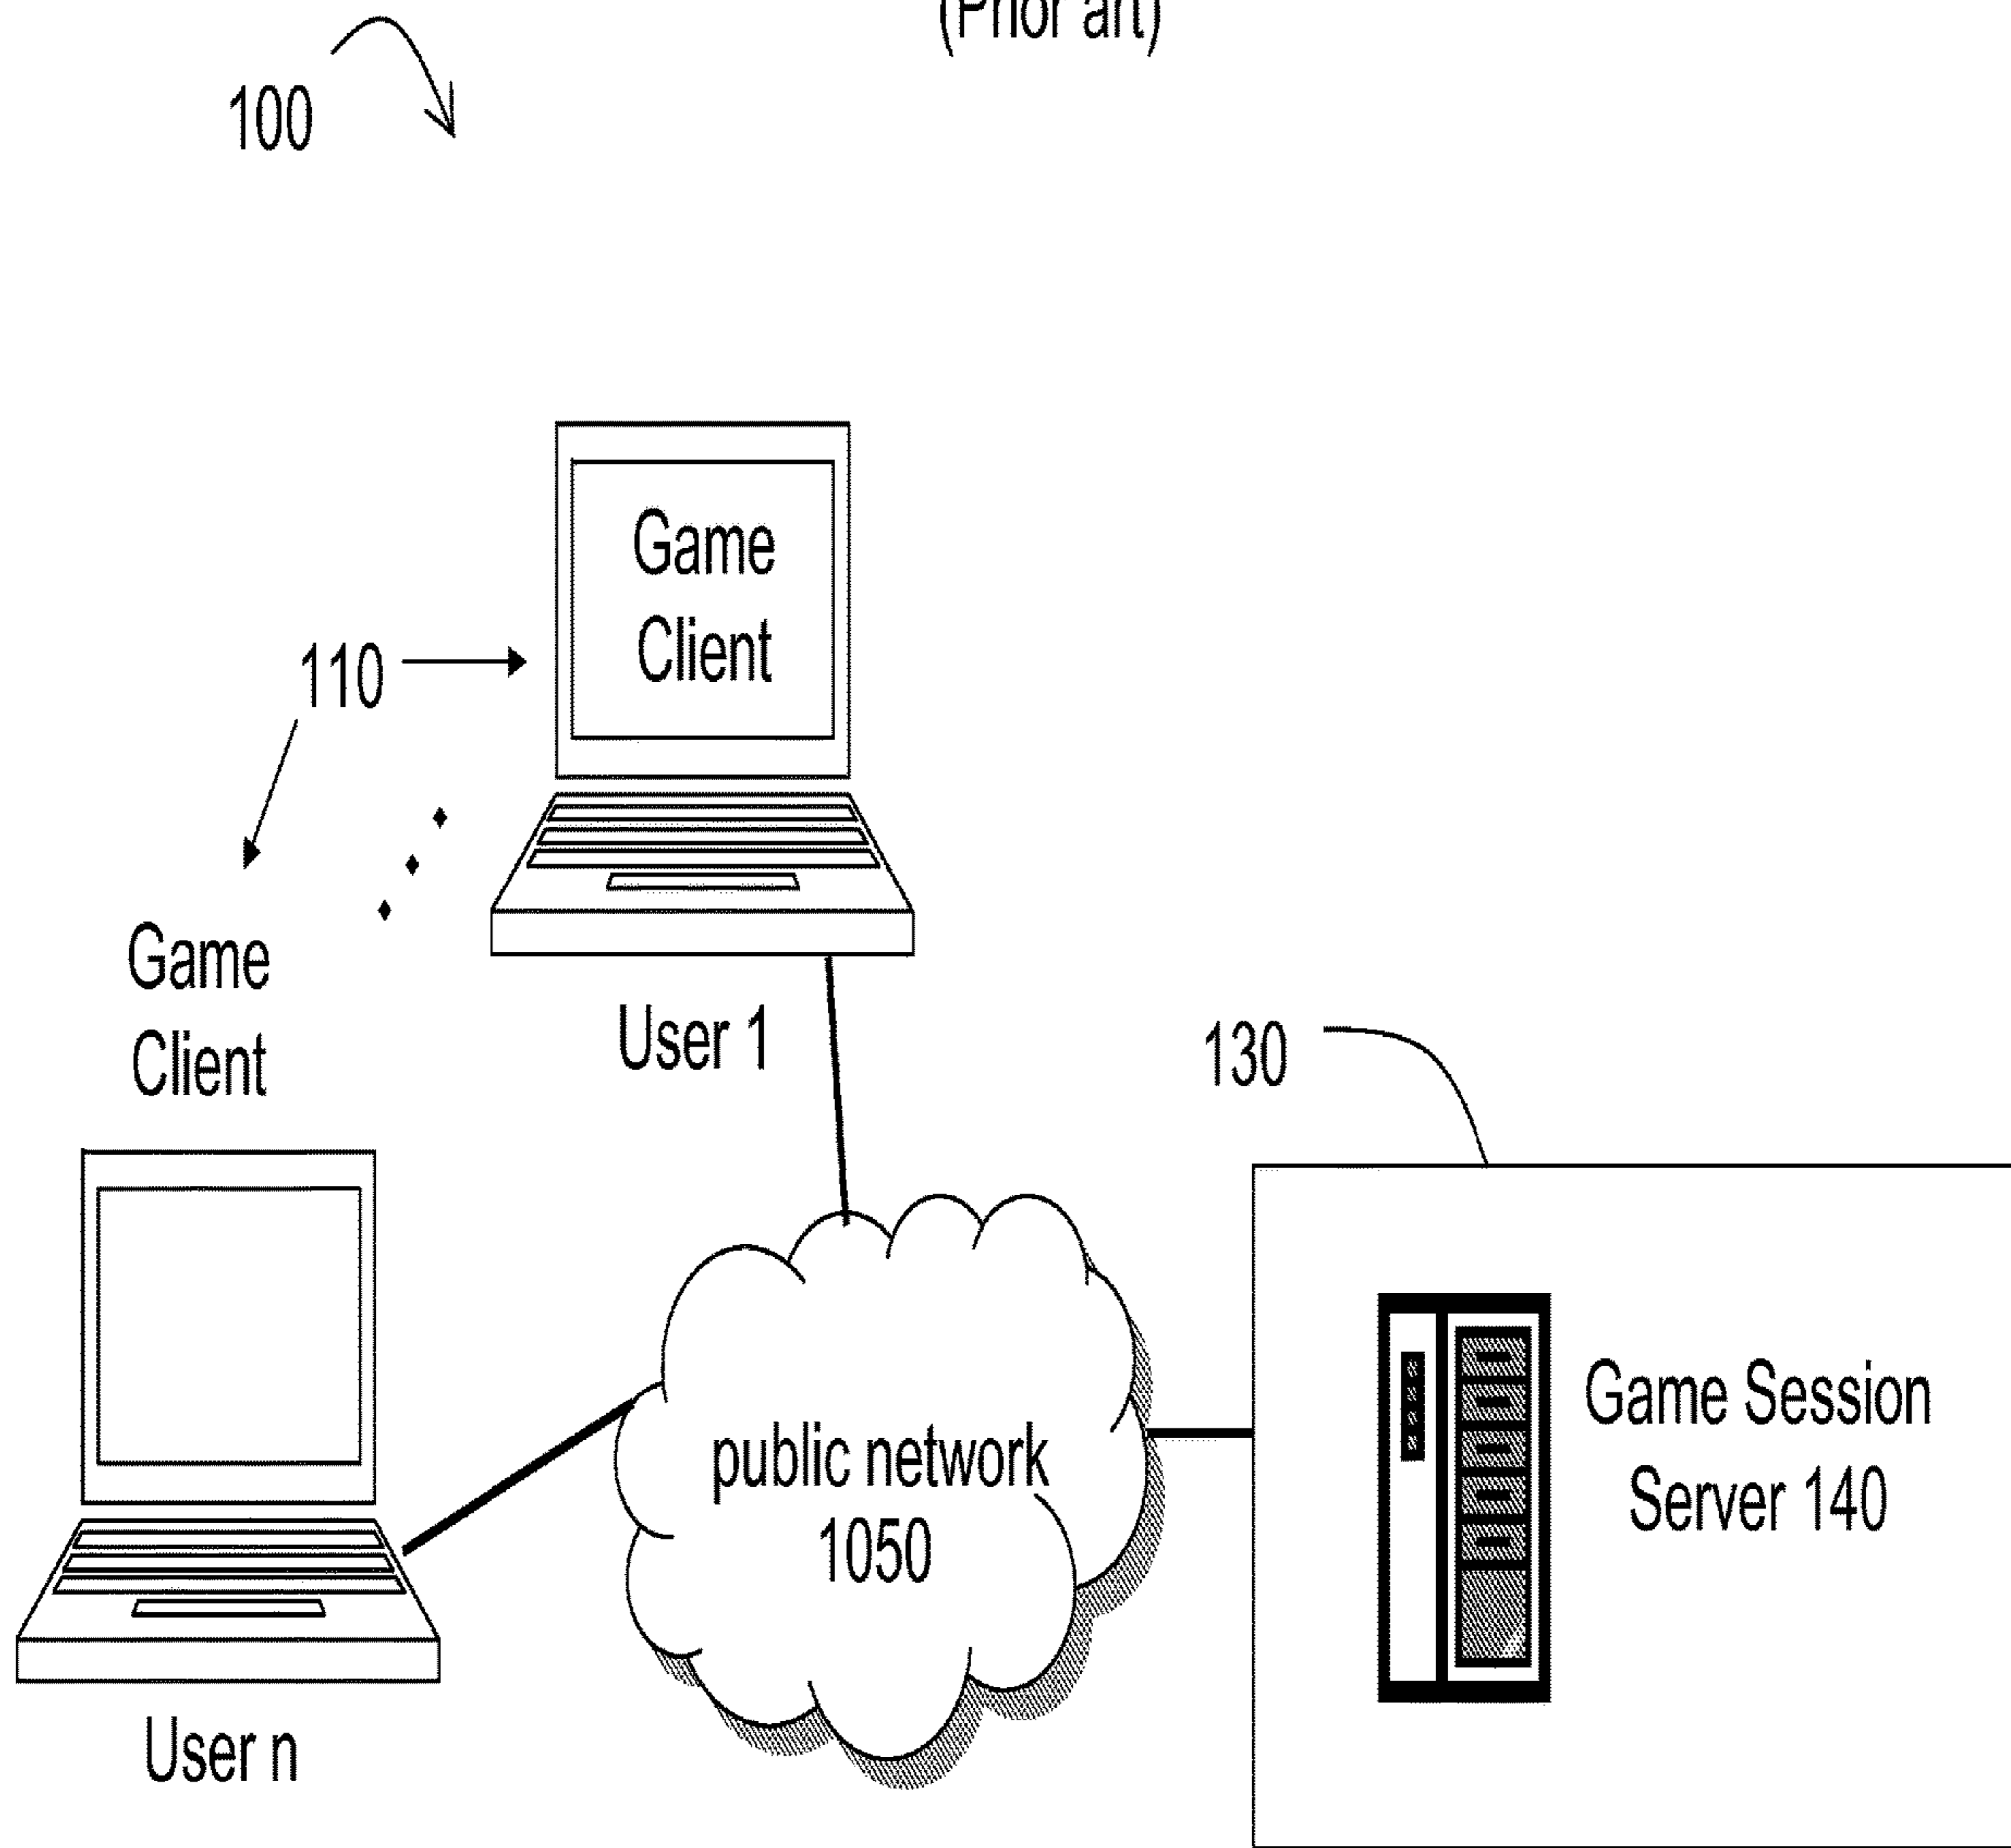 (Prior art)
100
Game
Client
110
Game
Client
User 1
130
public network
1050
Game Session
Server 140
User n